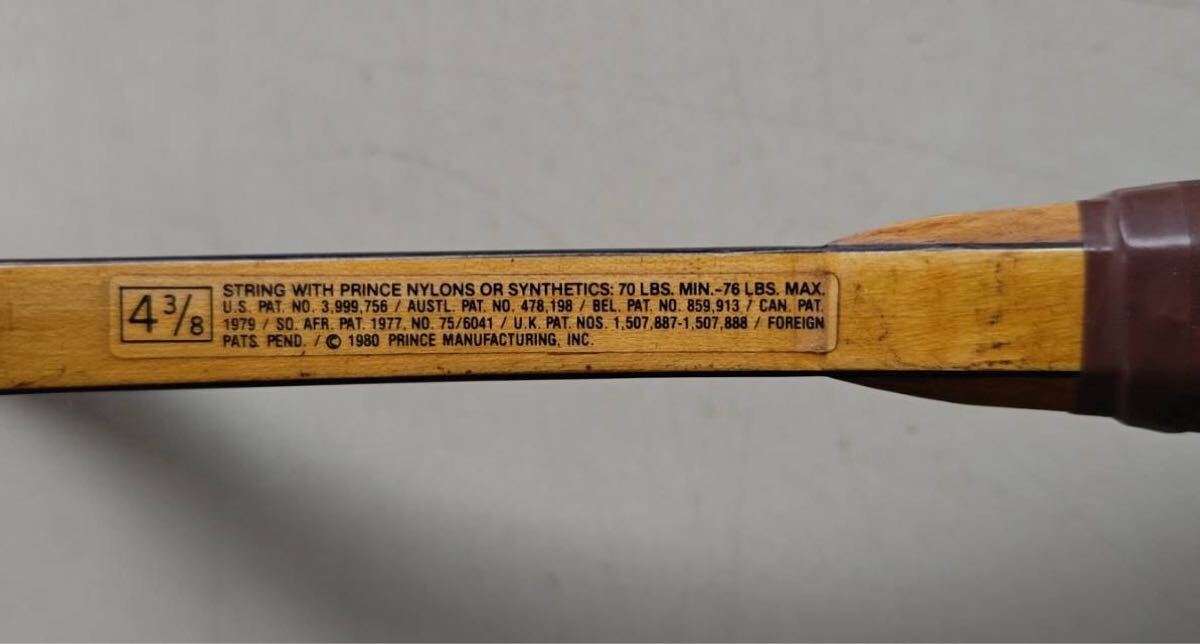 4 3/8
STRING WITH PRINCE NYLONS OR SYNTHETICS: 70 LBS. MIN.-76 LBS. MAX.
U.S. PAT. NO. 3,999,756 / AUSTL. PAT. NO. 478,198 / BEL. PAT. NO. 859,913 / CAN. PAT.
1979 / SO. AFR. PAT. 1977, NO. 75/6041 / U.K. PAT. NOS. 1,507,887-1,507,888 / FOREIGN
PATS. PEND. / © 1980 PRINCE MANUFACTURING, INC.